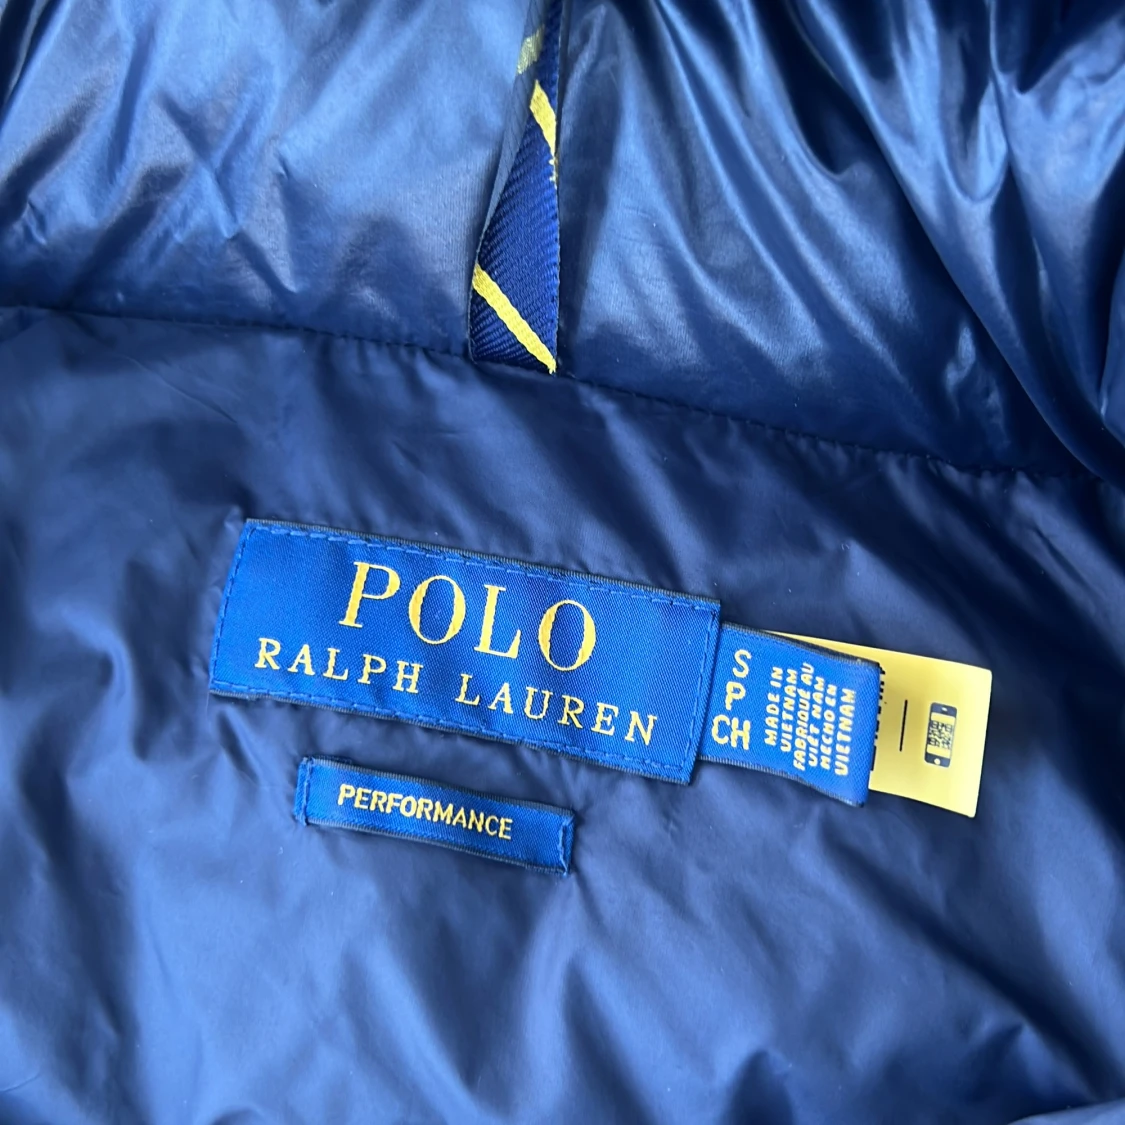 POLO
RALPH LAUREN
PERFORMANCE
S
P
CH
MADE IN
VIETNAM
FABRIQUÉ AU
VIET NAM
HECHO EN
VIETNAM